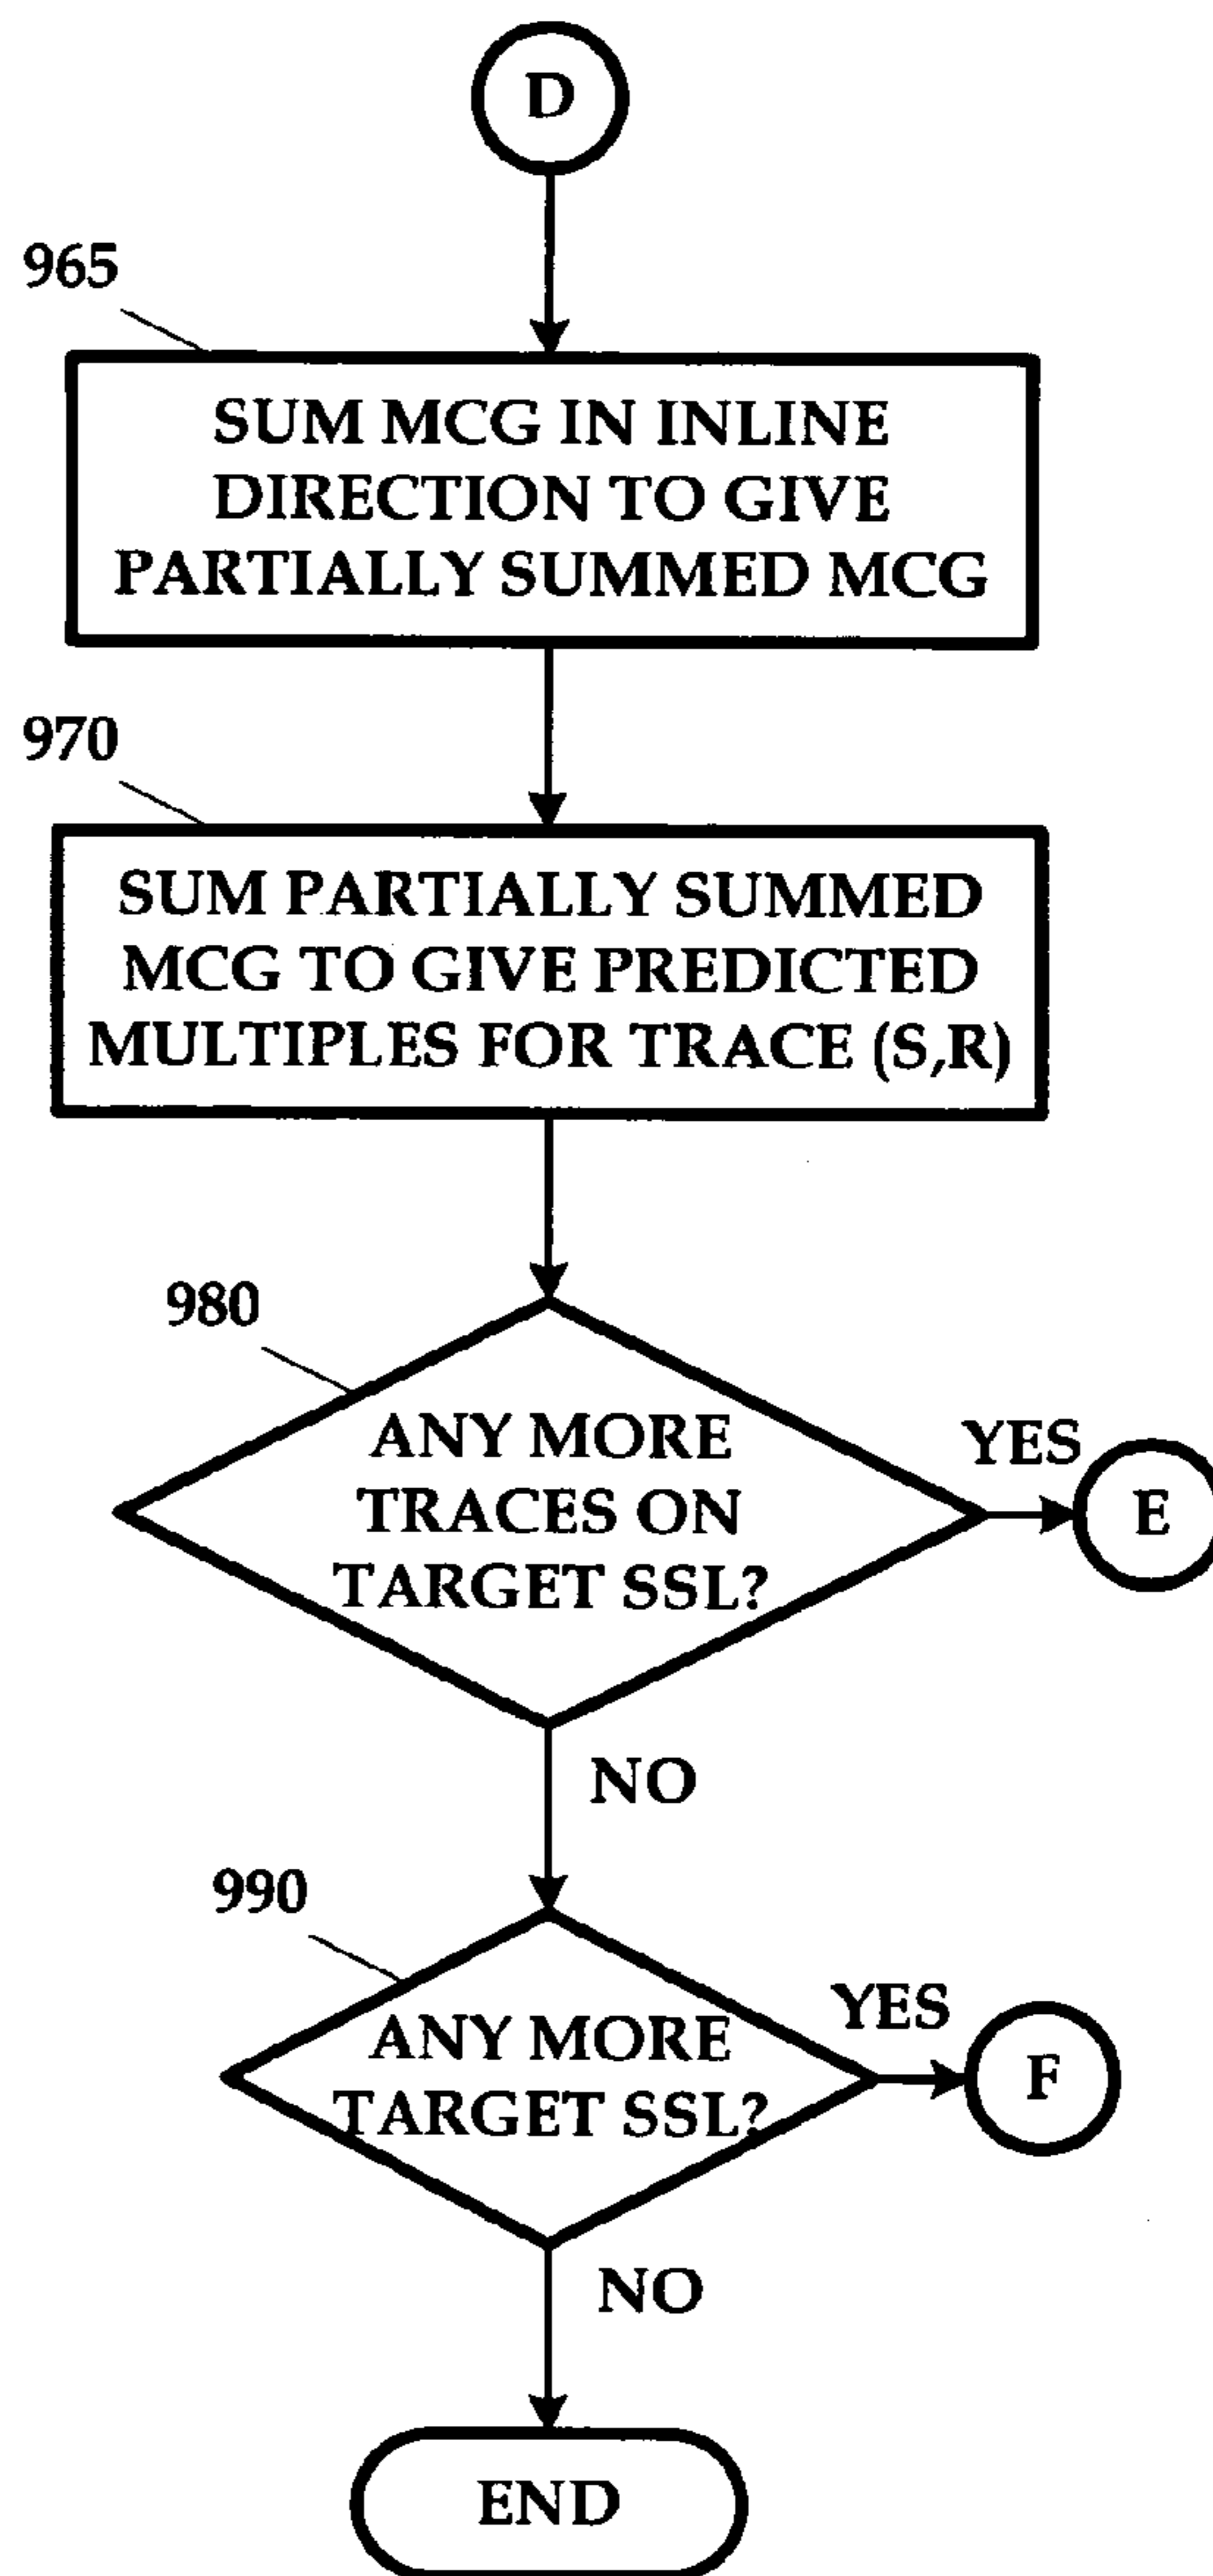 D
965
SUM MCG IN INLINE
DIRECTION TO GIVE
PARTIALLY SUMMED MCG
970
SUM PARTIALLY SUMMED
MCG TO GIVE PREDICTED
MULTIPLES FOR TRACE (S,R)
980
ANY MORE
TRACES ON
TARGET SSL?
YES
E
NO
990
ANY MORE
TARGET SSL?
YES
F
NO
END